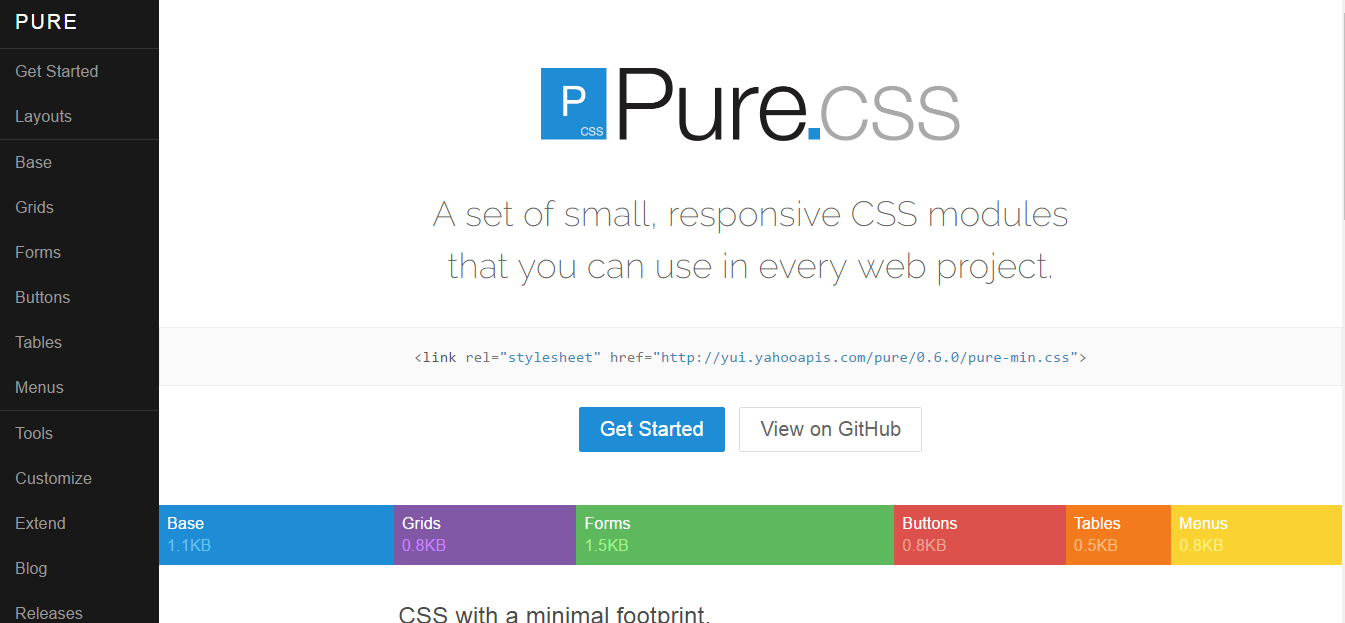 PURE
Get Started
Layouts
Base
Grids
Forms
Buttons
Tables
Menus
Tools
Customize
Extend
Blog
Releases
P
CSS
Pure.css
A set of small, responsive CSS modules
that you can use in every web project.
<link rel="stylesheet" href="http://yui.yahooapis.com/pure/0.6.0/pure-min.css">
Get Started
View on GitHub
Base
1.1KB
Grids
0.8KB
Forms
1.5KB
Buttons
0.8KB
Tables
0.5KB
Menus
0.8KB
CSS with a minimal footprint.